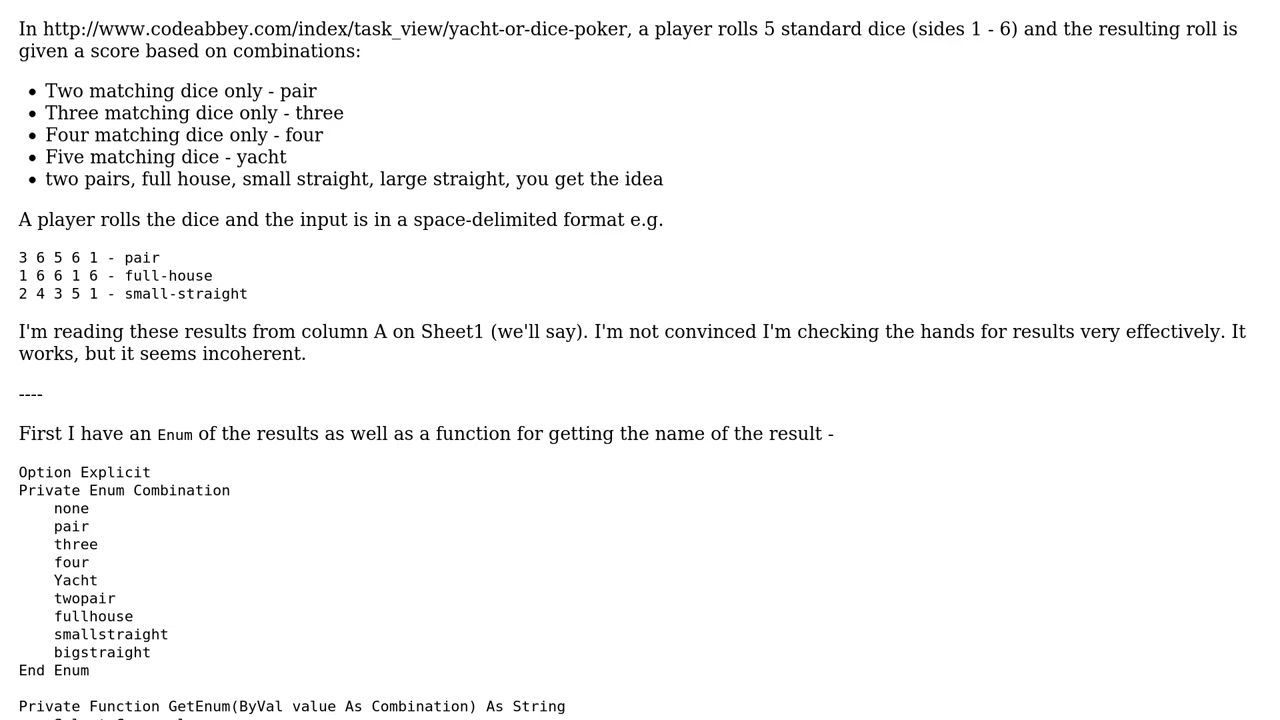 In http://www.codeabbey.com/index/task_view/yacht-or-dice-poker, a player rolls 5 standard dice (sides 1 - 6) and the resulting roll is
given a score based on combinations:
• Two matching dice only - pair
• Three matching dice only - three
• Four matching dice only - four
• Five matching dice - yacht
• two pairs, full house, small straight, large straight, you get the idea
A player rolls the dice and the input is in a space-delimited format e.g.
3 6 5 6 1 - pair
1 6 6 1 6 - full-house
2 4 3 5 1 - small-straight
I'm reading these results from column A on Sheet1 (we'll say). I'm not convinced I'm checking the hands for results very effectively. It
works, but it seems incoherent.
----
First I have an Enum of the results as well as a function for getting the name of the result -
Option Explicit
Private Enum Combination
    none
    pair
    three
    four
    Yacht
    twopair
    fullhouse
    smallstraight
    bigstraight
End Enum
Private Function GetEnum(ByVal value As Combination) As String